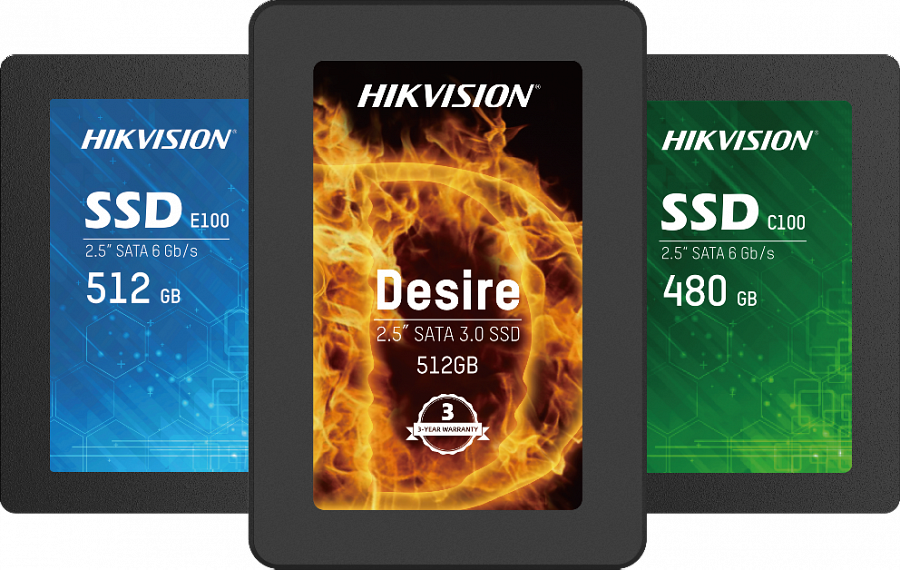 HIKVISION®
SSD E100
2.5" SATA 6 Gb/s
512 GB
HIKVISION®
Desire
2.5" SATA 3.0 SSD
512GB
3
3-YEAR WARRANTY
HIKVISION®
SSD C100
2.5" SATA 6 Gb/s
480 GB